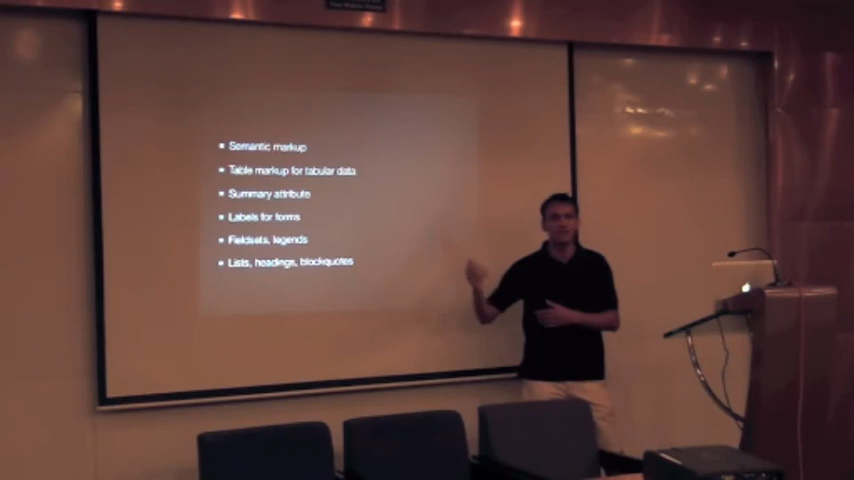 Semantic markup
Table markup for tabular data
Summary attribute
Labels for forms
Fieldsets, legends
Lists, headings, blockquotes